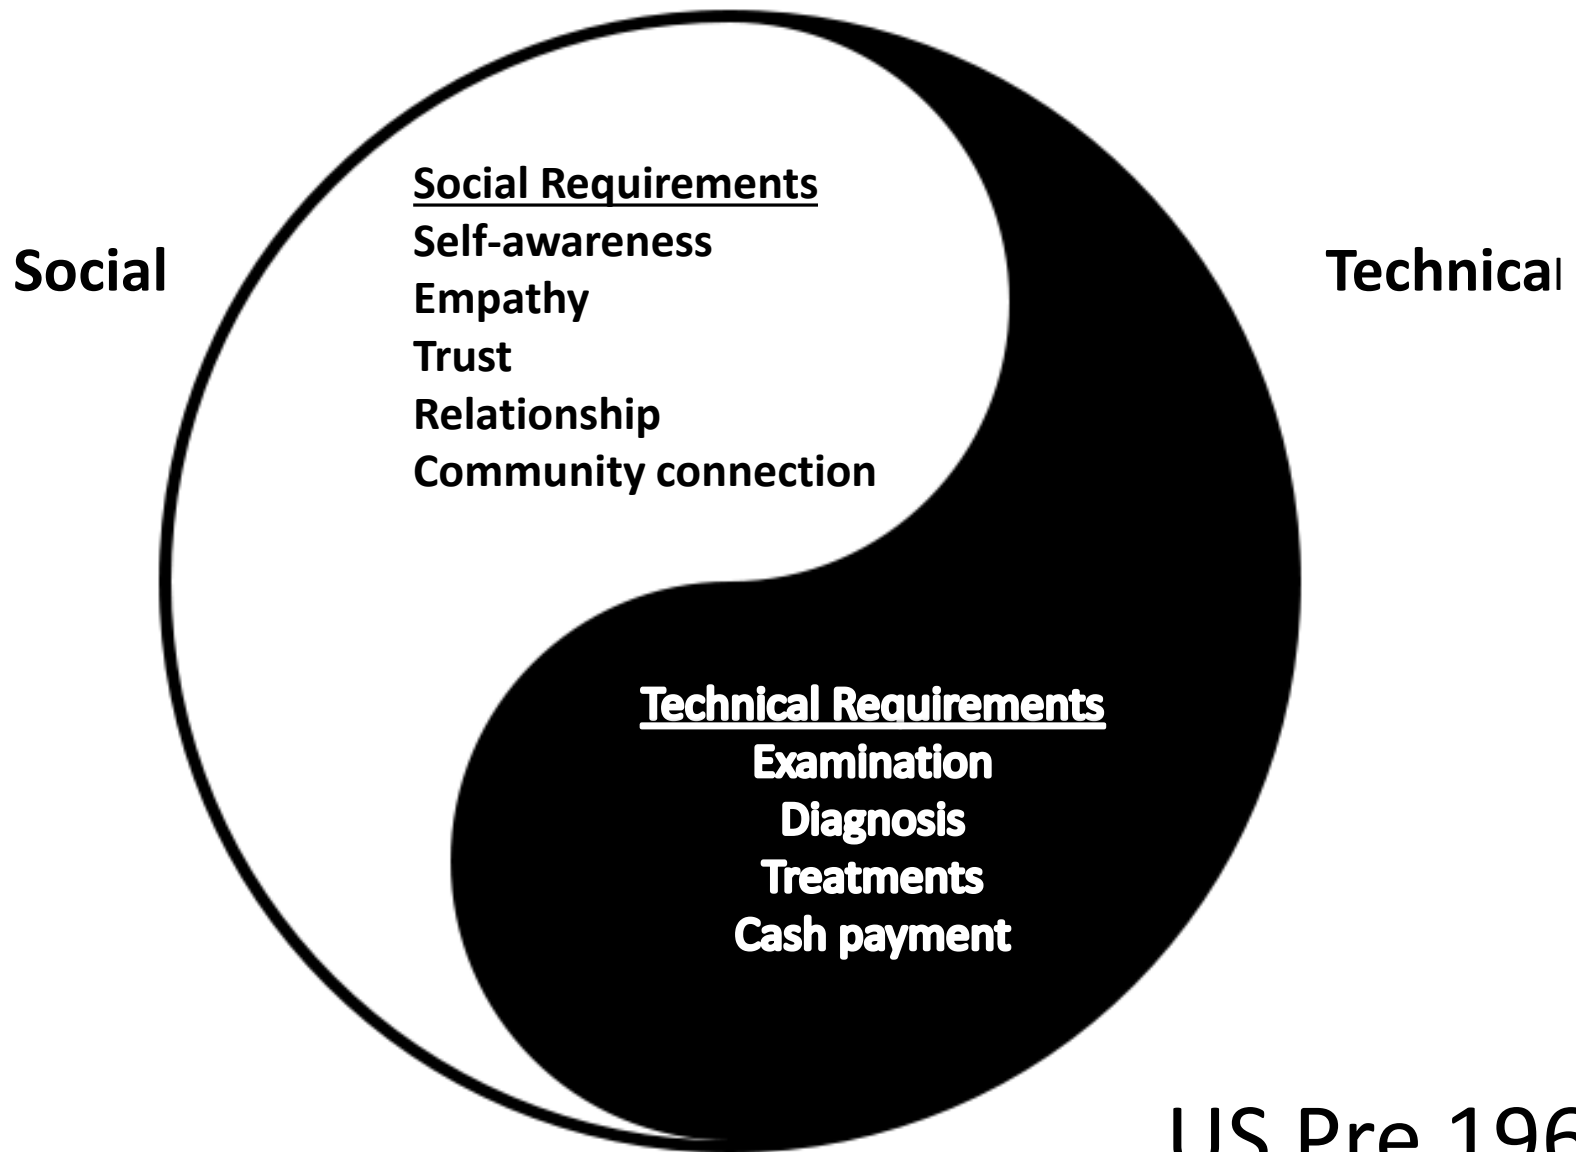 Social Requirements
Self-awareness
Empathy
Trust
Relationship
Community connection
Social
Technical
Technical Requirements
Examination
Diagnosis
Treatments
Cash payment
US Pre 196